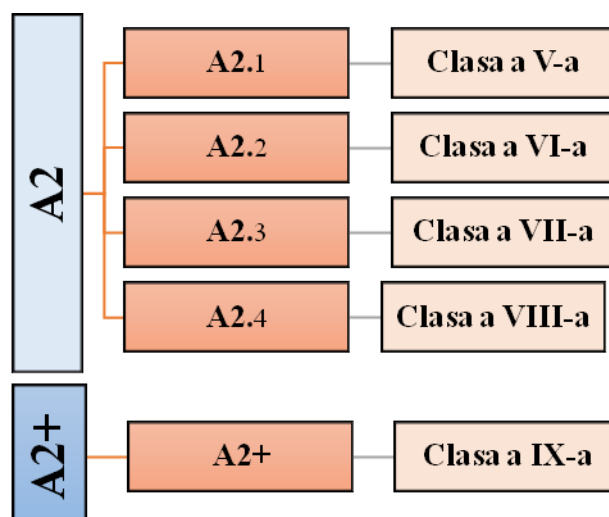 A2
A2.1
Clasa a V-a
A2.2
Clasa a VI-a
A2.3
Clasa a VII-a
A2.4
Clasa a VIII-a
A2+
A2+
Clasa a IX-a